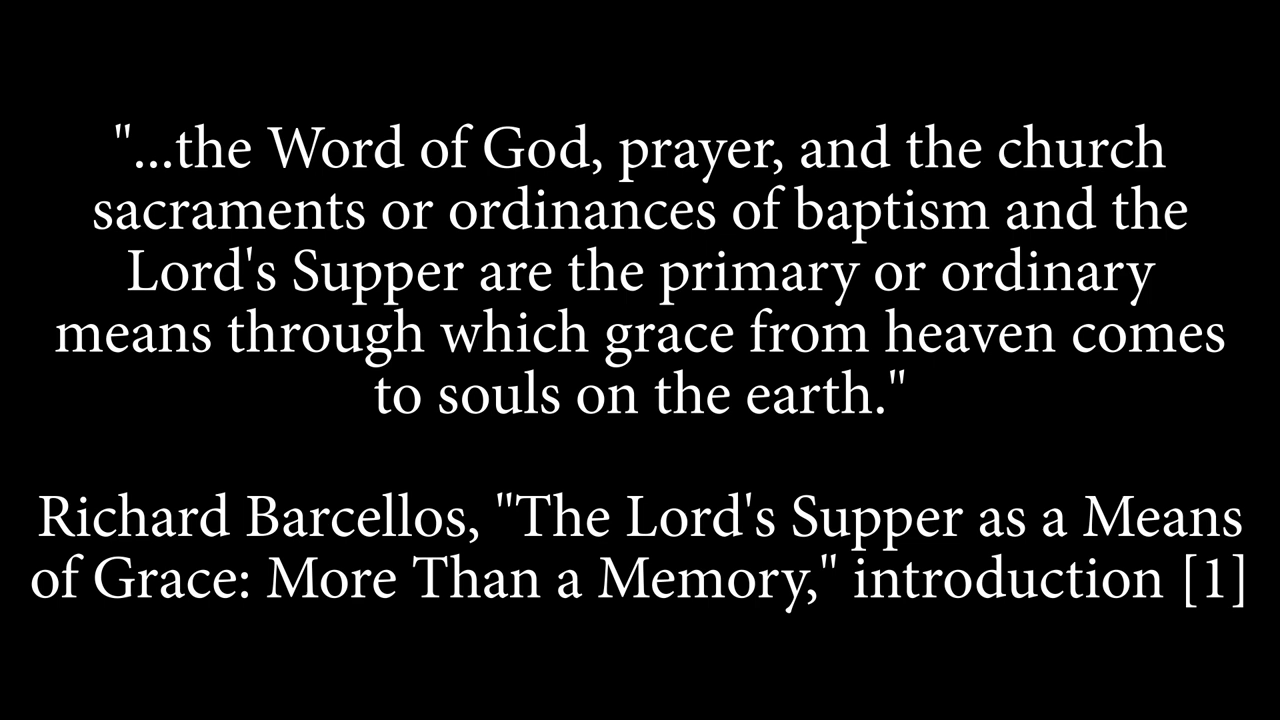 "...the Word of God, prayer, and the church
sacraments or ordinances of baptism and the
Lord's Supper are the primary or ordinary
means through which grace from heaven comes
to souls on the earth."
Richard Barcellos, "The Lord's Supper as a Means
of Grace: More Than a Memory," introduction [1]